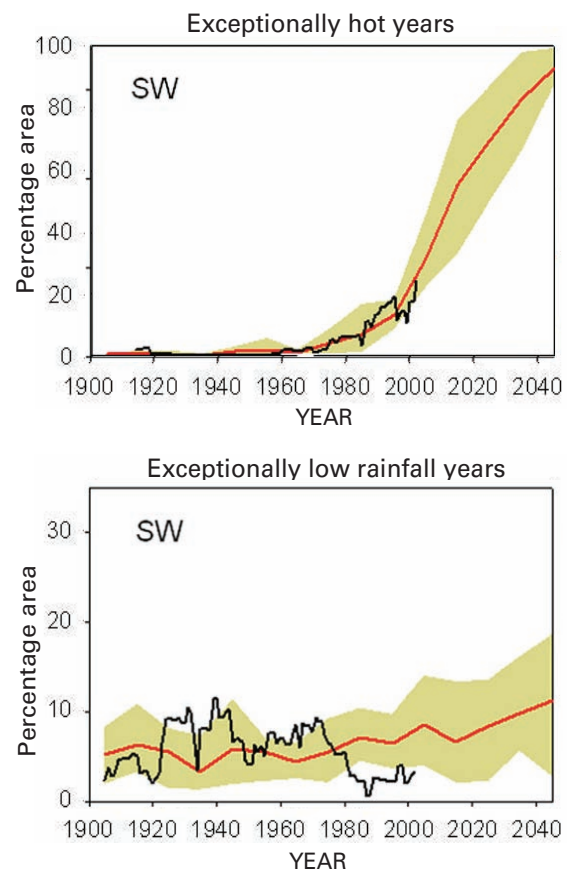 Exceptionally hot years
100
80
60
40
20
0
Percentage area
SW
1900 1920 1940 1960 1980 2000 2020 2040
YEAR
Exceptionally low rainfall years
30
20
10
0
Percentage area
SW
1900 1920 1940 1960 1980 2000 2020 2040
YEAR